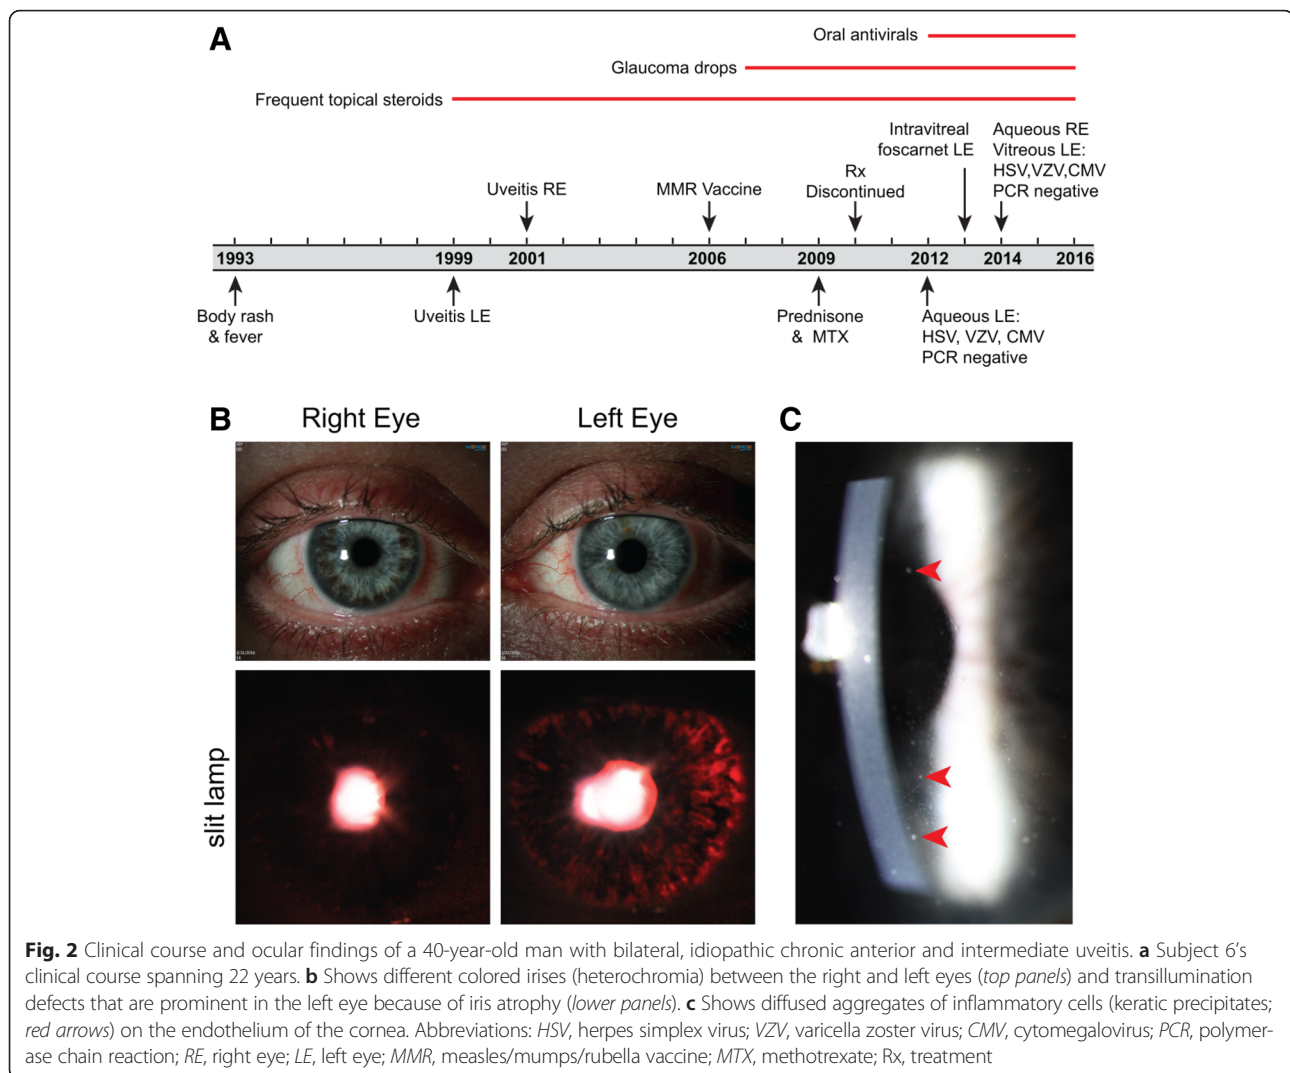 A
Oral antivirals
Glaucoma drops
Frequent topical steroids
Intravitreal
foscarnet LE
Aqueous RE
Vitreous LE:
HSV,VZV,CMV
PCR negative
Rx
Discontinued
Uveitis RE
MMR Vaccine
1993 1999 2001 2006 2009 2012 2014 2016
Body rash
& fever
Uveitis LE
Prednisone
& MTX
Aqueous LE:
HSV, VZV, CMV
PCR negative
B
Right Eye
Left Eye
C
slit lamp
Fig. 2 Clinical course and ocular findings of a 40-year-old man with bilateral, idiopathic chronic anterior and intermediate uveitis. a Subject 6's
clinical course spanning 22 years. b Shows different colored irises (heterochromia) between the right and left eyes (top panels) and transillumination
defects that are prominent in the left eye because of iris atrophy (lower panels). c Shows diffused aggregates of inflammatory cells (keratic precipitates;
red arrows) on the endothelium of the cornea. Abbreviations: HSV, herpes simplex virus; VZV, varicella zoster virus; CMV, cytomegalovirus; PCR, polymer-
ase chain reaction; RE, right eye; LE, left eye; MMR, measles/mumps/rubella vaccine; MTX, methotrexate; Rx, treatment